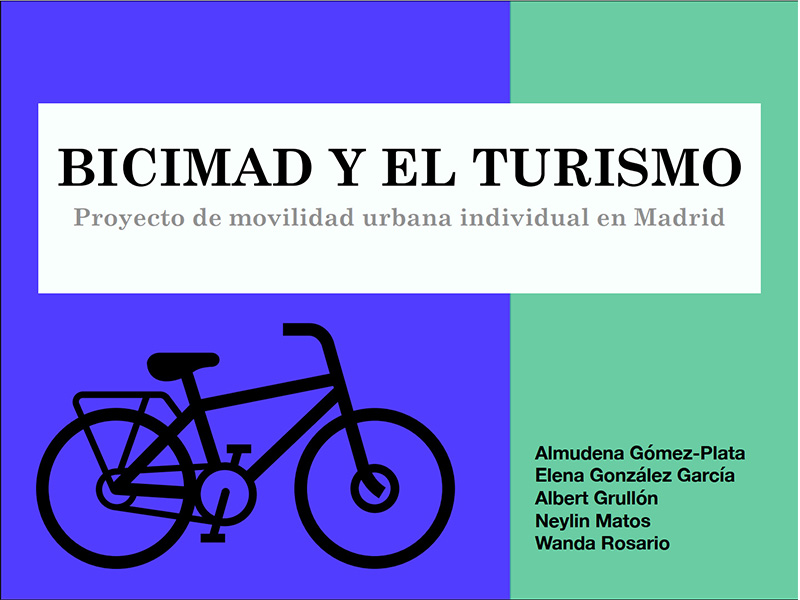 BICIMAD Y EL TURISMO
Proyecto de movilidad urbana individual en Madrid
Almudena Gómez-Plata
Elena González García
Albert Grullón
Neylin Matos
Wanda Rosario